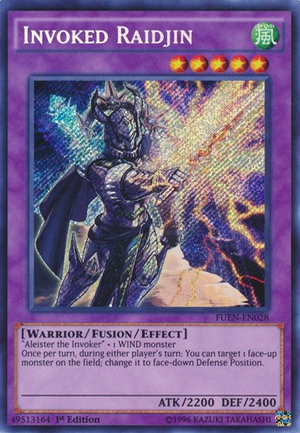 INVOKED RAIDJIN
WIND
風
FUEN-EN028
[WARRIOR/FUSION/EFFECT]
"Aleister the Invoker" + 1 WIND monster
Once per turn, during either player's turn: You can target 1 face-up
monster on the field; change it to face-down Defense Position.
ATK/2200 DEF/2400
49513164 1st Edition ©1996 KAZUKI TAKAHASHI